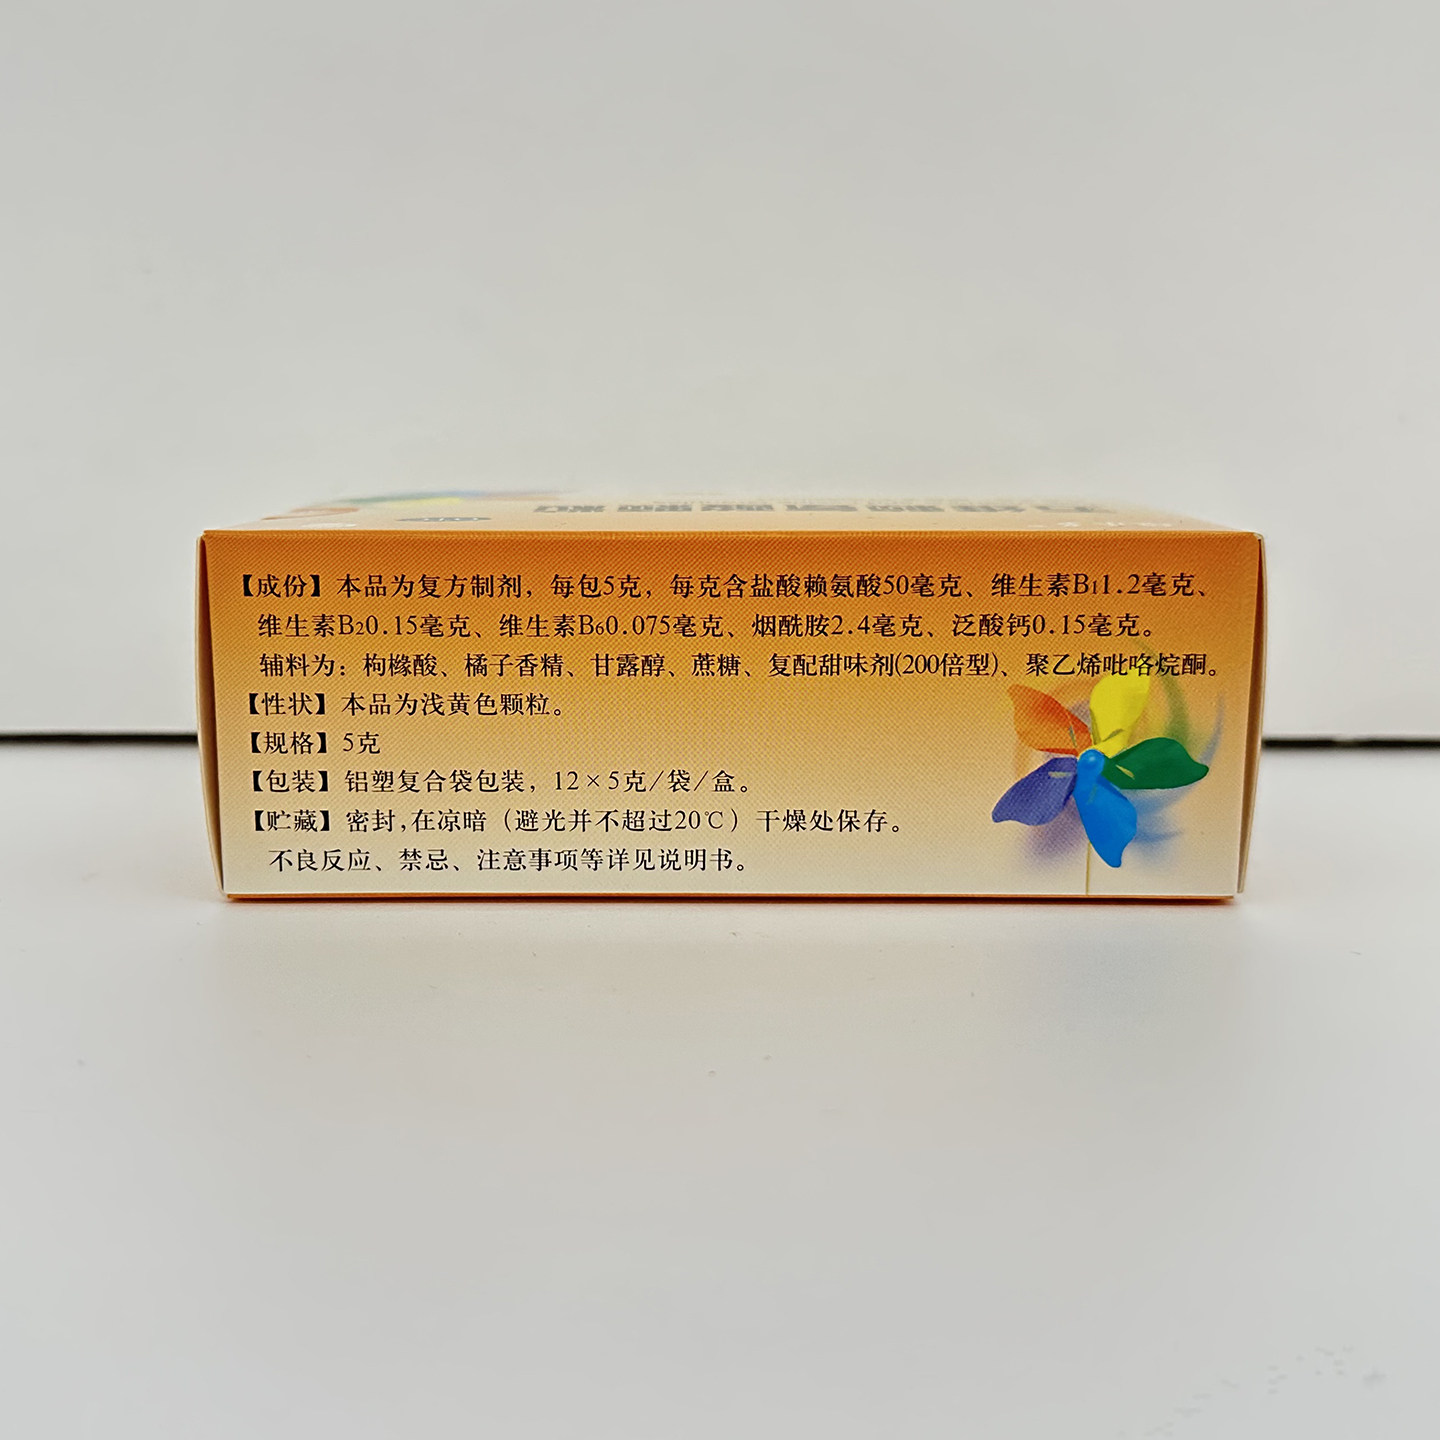 【成份】本品为复方制剂，每包5克，每克含盐酸赖氨酸50毫克、维生素B₁1.2毫克、
维生素B₂0.15毫克、维生素B₆0.075毫克、烟酰胺2.4毫克、泛酸钙0.15毫克。
辅料为：枸橼酸、橘子香精、甘露醇、蔗糖、复配甜味剂(200倍型)、聚乙烯吡咯烷酮。
【性状】本品为浅黄色颗粒。
【规格】5克
【包装】铝塑复合袋包装，12×5克/袋/盒。
【贮藏】密封,在凉暗（避光并不超过20℃）干燥处保存。
不良反应、禁忌、注意事项等详见说明书。